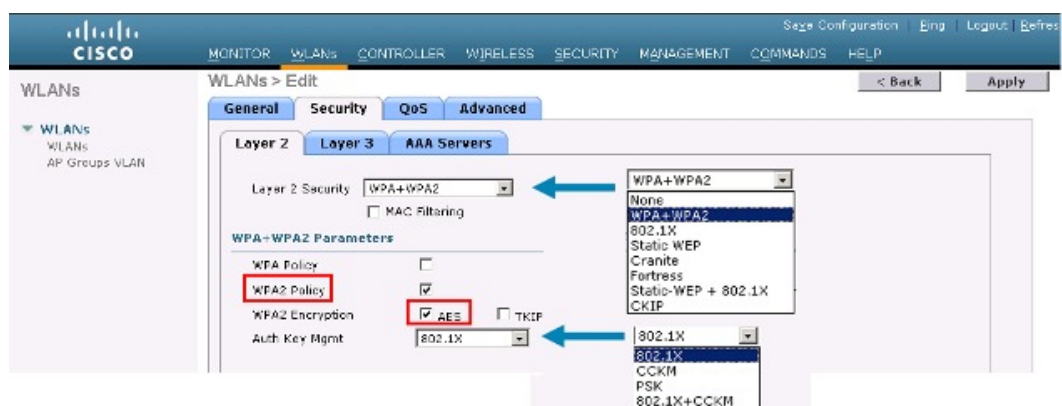 Save Configuration | Ping | Logout | Refres
CISCO
MONITOR WLANs CONTROLLER WIRELESS SECURITY MANAGEMENT COMMANDS HELP
WLANs
WLANs > Edit
< Back Apply
General Security QoS Advanced
WLANs
WLANs
AP Groups VLAN
Layer 2 Layer 3 AAA Servers
Layer 2 Security WPA+WPA2
MAC Filtering
WPA+WPA2 Parameters
WPA Policy
WPA2 Policy
WPA2 Encryption AES TKIP
Auth Key Mgmt 802.1X
WPA+WPA2
None
WPA+WPA2
802.1X
Static WEP
Cranite
Fortress
Static-WEP + 802.1X
CKIP
802.1X
802.1X
CCKM
PSK
802.1X+CCKM